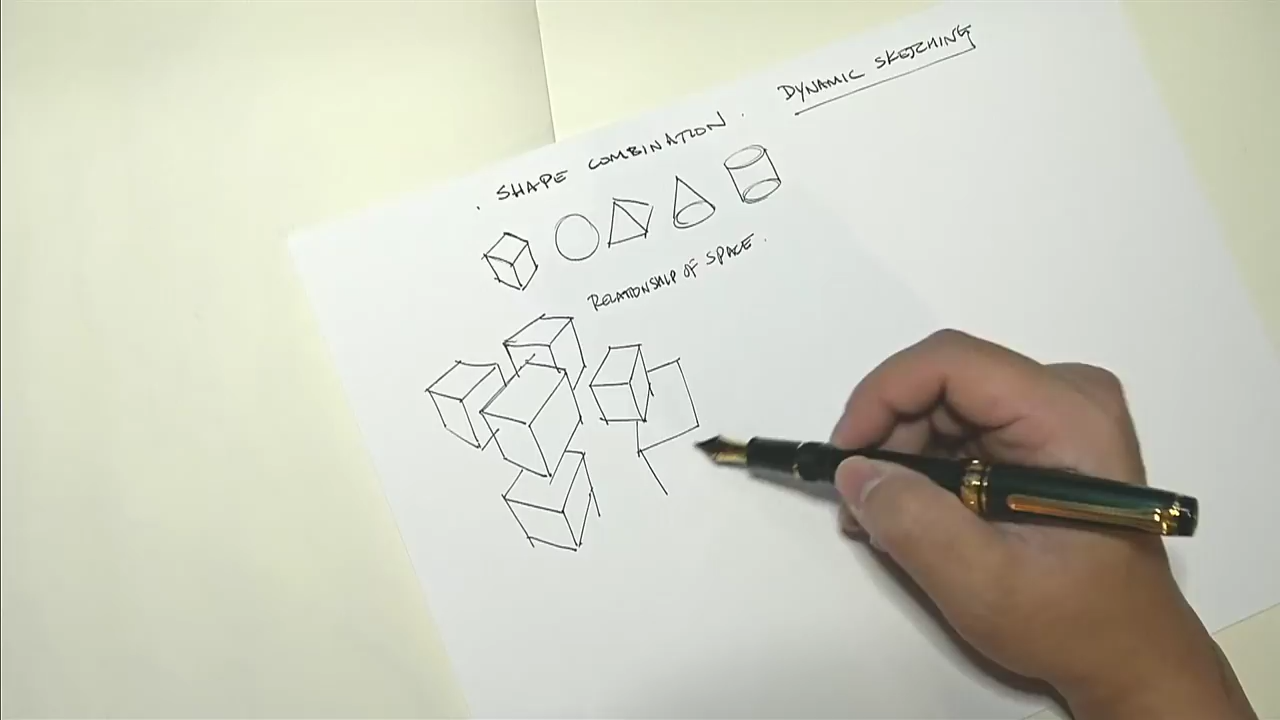 DYNAMIC SKETCHING
. SHAPE COMBINATION .
RELATIONSHIP OF SPACE .